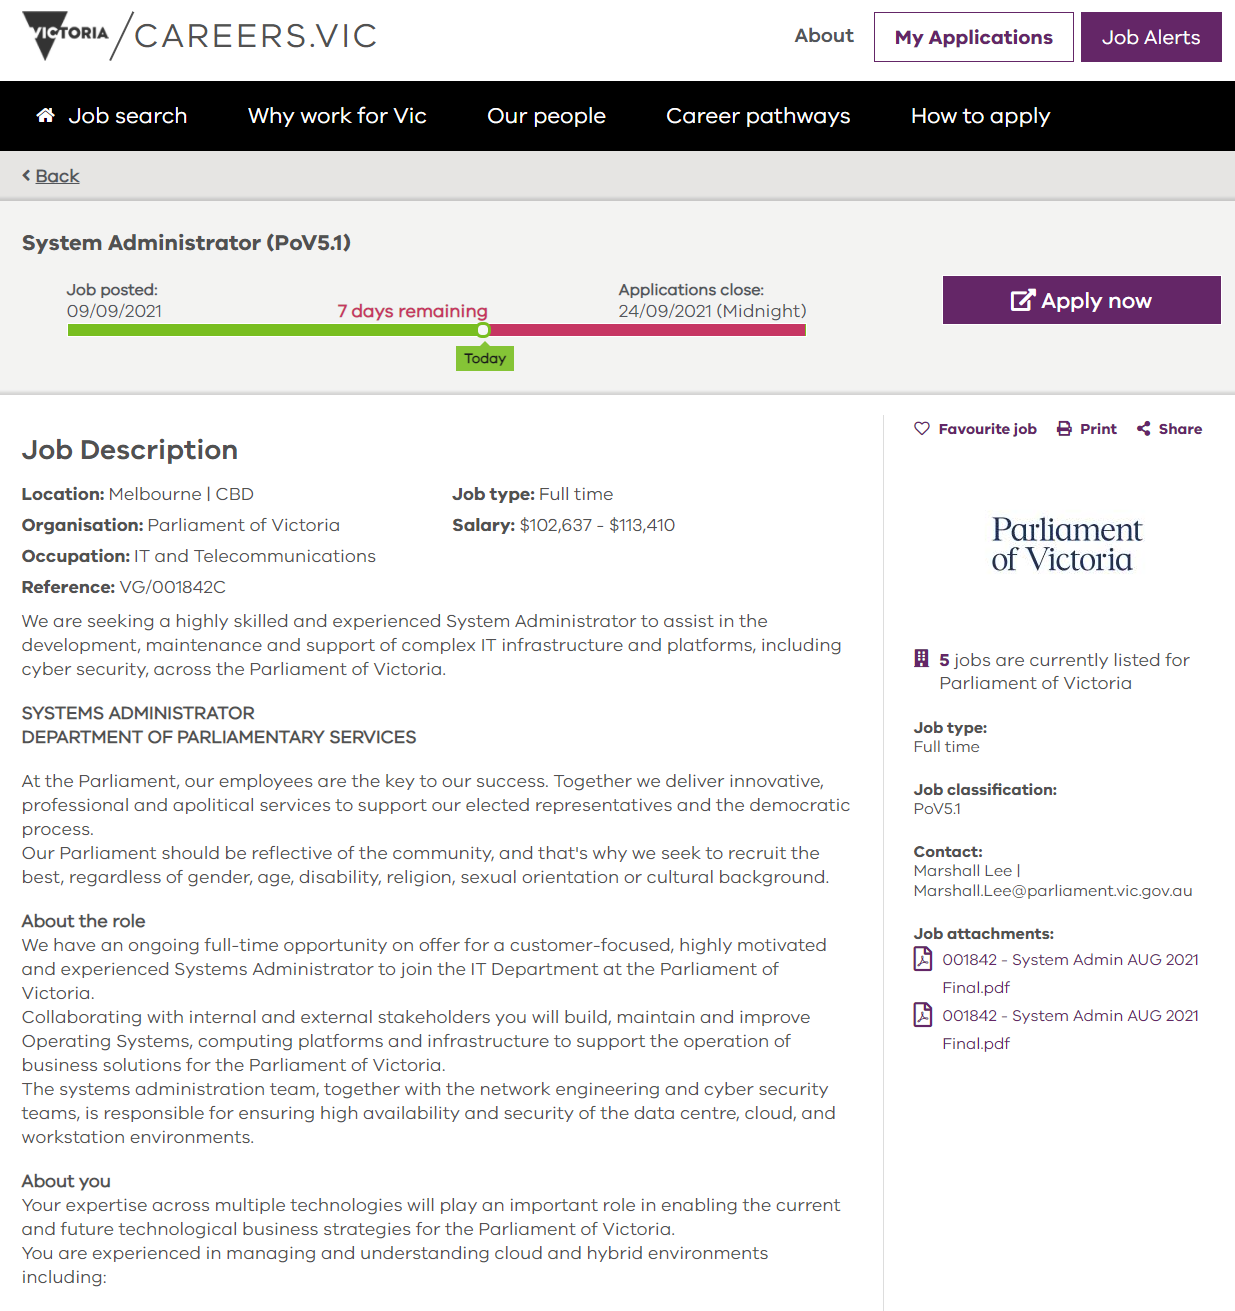 VICTORIA / CAREERS.VIC
About
My Applications
Job Alerts
Job search
Why work for Vic
Our people
Career pathways
How to apply
Back
System Administrator (PoV5.1)
Job posted:
09/09/2021
7 days remaining
Applications close:
24/09/2021 (Midnight)
Today
Apply now
Job Description
Location: Melbourne | CBD
Job type: Full time
Organisation: Parliament of Victoria
Salary: $102,637 - $113,410
Occupation: IT and Telecommunications
Reference: VG/001842C
We are seeking a highly skilled and experienced System Administrator to assist in the
development, maintenance and support of complex IT infrastructure and platforms, including
cyber security, across the Parliament of Victoria.
SYSTEMS ADMINISTRATOR
DEPARTMENT OF PARLIAMENTARY SERVICES
At the Parliament, our employees are the key to our success. Together we deliver innovative,
professional and apolitical services to support our elected representatives and the democratic
process.
Our Parliament should be reflective of the community, and that's why we seek to recruit the
best, regardless of gender, age, disability, religion, sexual orientation or cultural background.
About the role
We have an ongoing full-time opportunity on offer for a customer-focused, highly motivated
and experienced Systems Administrator to join the IT Department at the Parliament of
Victoria.
Collaborating with internal and external stakeholders you will build, maintain and improve
Operating Systems, computing platforms and infrastructure to support the operation of
business solutions for the Parliament of Victoria.
The systems administration team, together with the network engineering and cyber security
teams, is responsible for ensuring high availability and security of the data centre, cloud, and
workstation environments.
About you
Your expertise across multiple technologies will play an important role in enabling the current
and future technological business strategies for the Parliament of Victoria.
You are experienced in managing and understanding cloud and hybrid environments
including:
Favourite job
Print
Share
Parliament
of Victoria
5 jobs are currently listed for
Parliament of Victoria
Job type:
Full time
Job classification:
PoV5.1
Contact:
Marshall Lee |
Marshall.Lee@parliament.vic.gov.au
Job attachments:
001842 - System Admin AUG 2021
Final.pdf
001842 - System Admin AUG 2021
Final.pdf